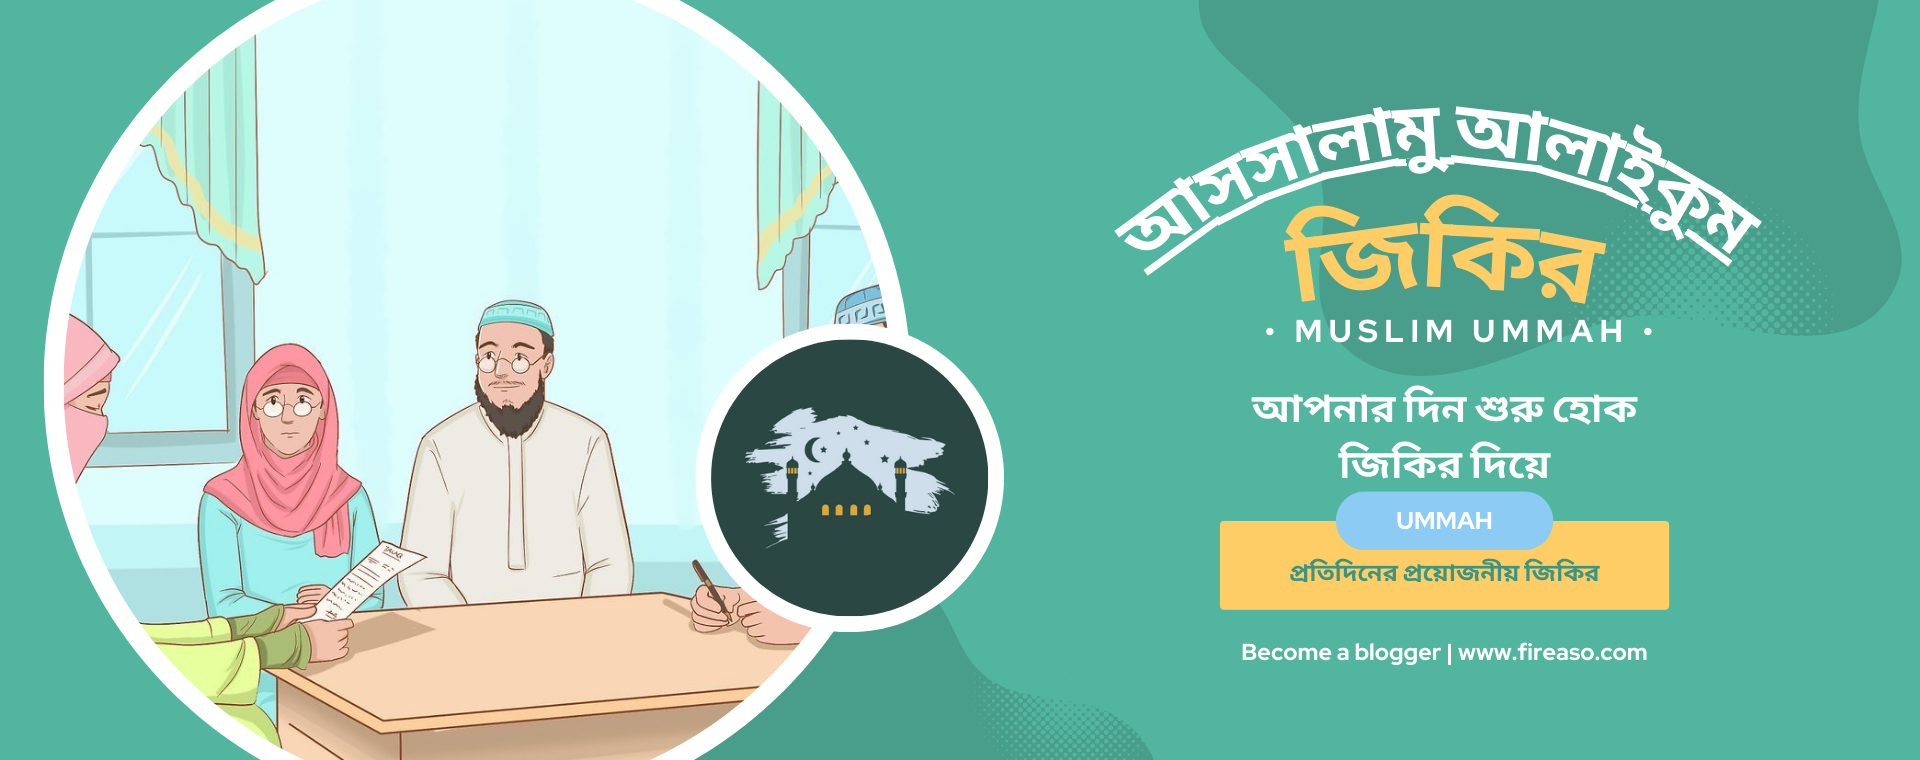 আসসালামু আলাইকুম
জিকির
• MUSLIM UMMAH •
আপনার দিন শুরু হোক
জিকির দিয়ে
UMMAH
প্রতিদিনের প্রয়োজনীয় জিকির
Become a blogger | www.fireaso.com